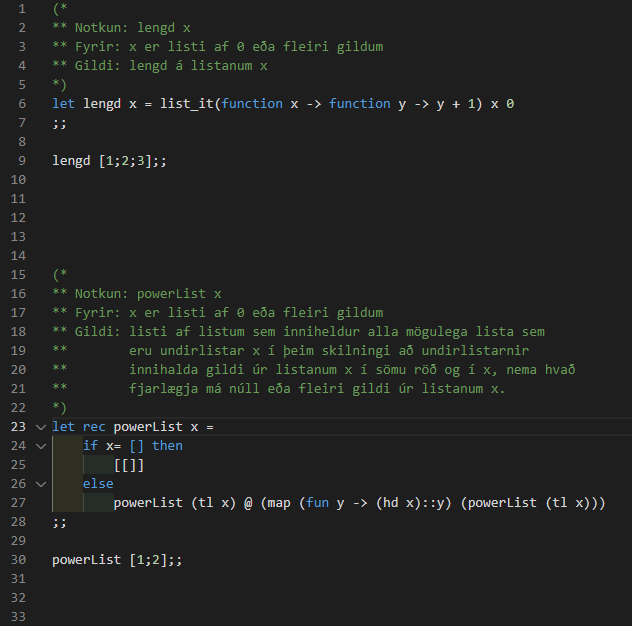 1 (*
2 ** Notkun: lengd x
3 ** Fyrir: x er listi af 0 eða fleiri gildum
4 ** Gildi: lengd á listanum x
5 *)
6 let lengd x = list_it(function x -> function y -> y + 1) x 0
7 ;;
8
9 lengd [1;2;3];;
10
11
12
13
14
15 (*
16 ** Notkun: powerList x
17 ** Fyrir: x er listi af 0 eða fleiri gildum
18 ** Gildi: listi af listum sem inniheldur alla mögulega lista sem
19 **        eru undirlistar x í þeim skilningi að undirlistarnir
20 **        innihalda gildi úr listanum x í sömu röð og í x, nema hvað
21 **        fjarlægja má núll eða fleiri gildi úr listanum x.
22 *)
23 let rec powerList x =
24     if x= [] then
25         [[]]
26     else
27         powerList (tl x) @ (map (fun y -> (hd x)::y) (powerList (tl x)))
28 ;;
29
30 powerList [1;2];;
31
32
33